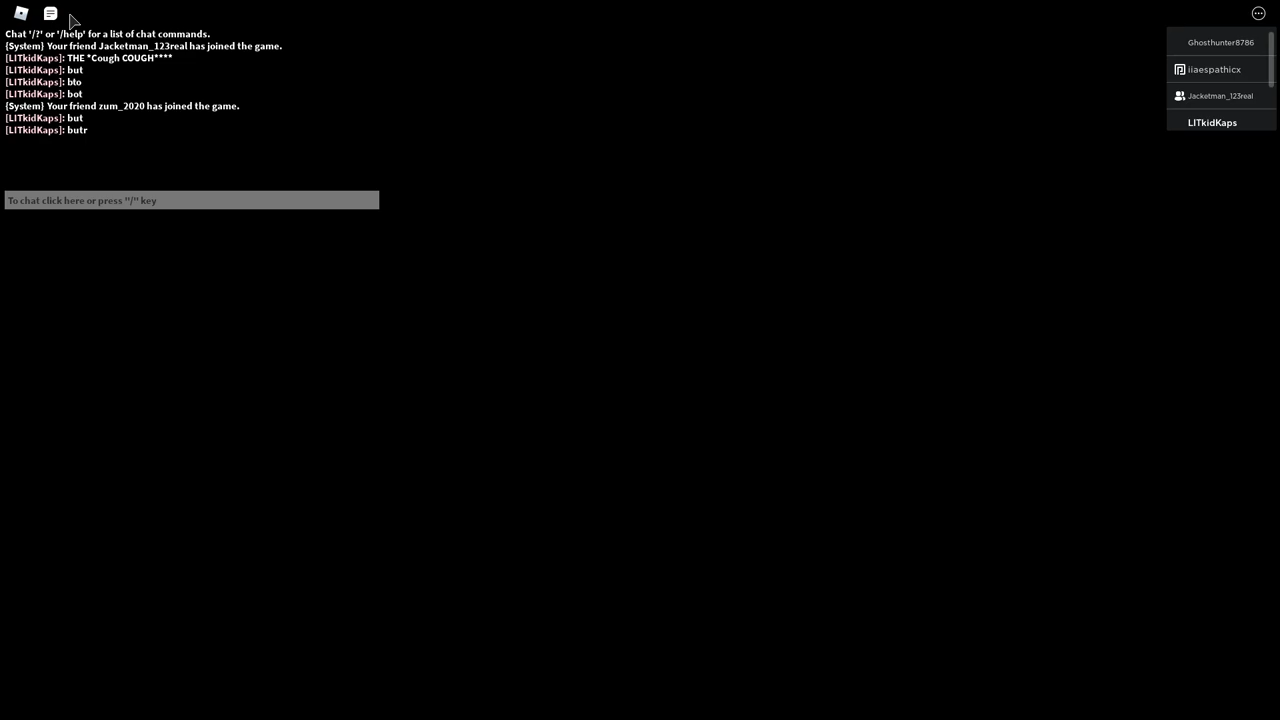 Chat '/?' or '/help' for a list of chat commands.
{System} Your friend Jacketman_123real has joined the game.
[LITkidKaps]: THE *Cough COUGH****
[LITkidKaps]: but
[LITkidKaps]: bto
[LITkidKaps]: bot
{System} Your friend zum_2020 has joined the game.
[LITkidKaps]: but
[LITkidKaps]: butr
To chat click here or press "/" key
Ghosthunter8786
iiaespathicx
Jacketman_123real
LITkidKaps